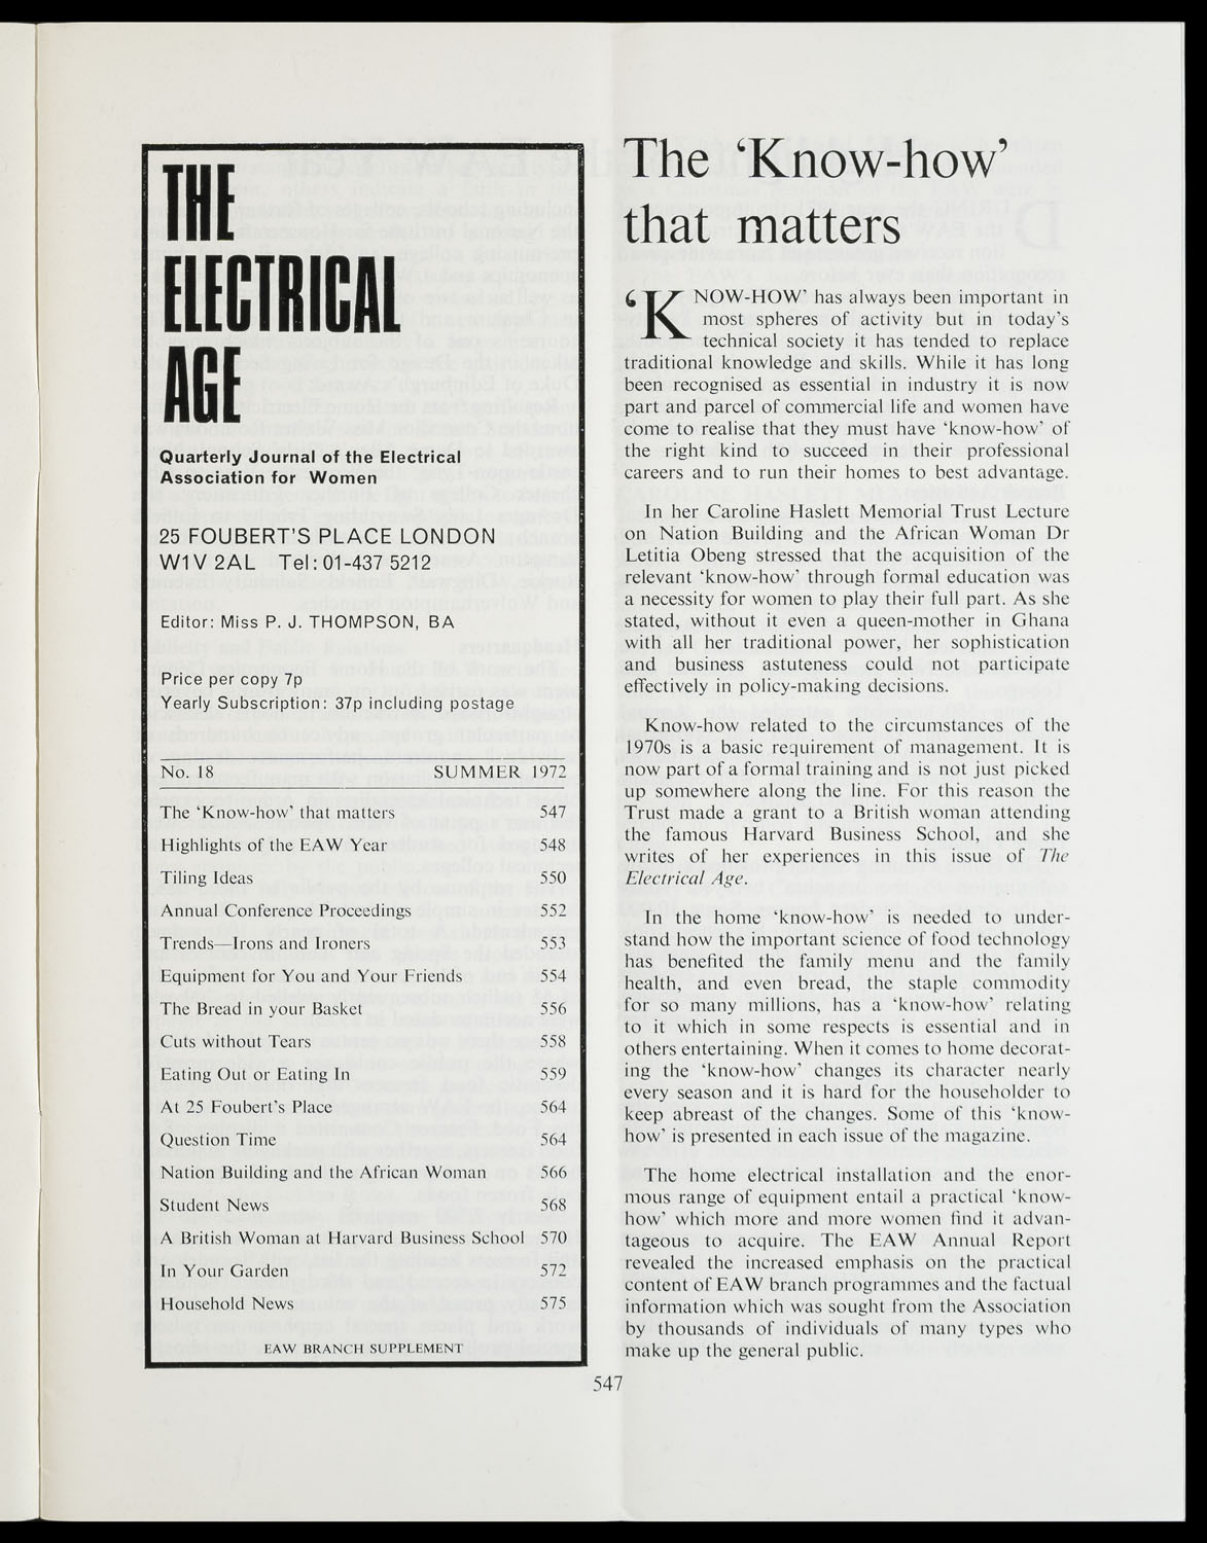 THE
ELECTRICAL
AGE
Quarterly Journal of the Electrical
Association for Women
25 FOUBERT'S PLACE LONDON
W1V 2AL Tel: 01-437 5212
Editor: Miss P. J. THOMPSON, BA
Price per copy 7p
Yearly Subscription: 37p including postage
No. 18 SUMMER 1972
The ‘Know-how’ that matters 547
Highlights of the EAW Year 548
Tiling Ideas 550
Annual Conference Proceedings 552
Trends—Irons and Ironers 553
Equipment for You and Your Friends 554
The Bread in your Basket 556
Cuts without Tears 558
Eating Out or Eating In 559
At 25 Foubert's Place 564
Question Time 564
Nation Building and the African Woman 566
Student News 568
A British Woman at Harvard Business School 570
In Your Garden 572
Household News 575
EAW BRANCH SUPPLEMENT
The ‘Know-how’
that matters
‘KNOW-HOW’ has always been important in
most spheres of activity but in today's
technical society it has tended to replace
traditional knowledge and skills. While it has long
been recognised as essential in industry it is now
part and parcel of commercial life and women have
come to realise that they must have ‘know-how’ of
the right kind to succeed in their professional
careers and to run their homes to best advantage.
In her Caroline Haslett Memorial Trust Lecture
on Nation Building and the African Woman Dr
Letitia Obeng stressed that the acquisition of the
relevant ‘know-how’ through formal education was
a necessity for women to play their full part. As she
stated, without it even a queen-mother in Ghana
with all her traditional power, her sophistication
and business astuteness could not participate
effectively in policy-making decisions.
Know-how related to the circumstances of the
1970s is a basic requirement of management. It is
now part of a formal training and is not just picked
up somewhere along the line. For this reason the
Trust made a grant to a British woman attending
the famous Harvard Business School, and she
writes of her experiences in this issue of The
Electrical Age.
In the home ‘know-how’ is needed to under-
stand how the important science of food technology
has benefited the family menu and the family
health, and even bread, the staple commodity
for so many millions, has a ‘know-how’ relating
to it which in some respects is essential and in
others entertaining. When it comes to home decorat-
ing the ‘know-how’ changes its character nearly
every season and it is hard for the householder to
keep abreast of the changes. Some of this ‘know-
how’ is presented in each issue of the magazine.
The home electrical installation and the enor-
mous range of equipment entail a practical ‘know-
how’ which more and more women find it advan-
tageous to acquire. The EAW Annual Report
revealed the increased emphasis on the practical
content of EAW branch programmes and the factual
information which was sought from the Association
by thousands of individuals of many types who
make up the general public.
547